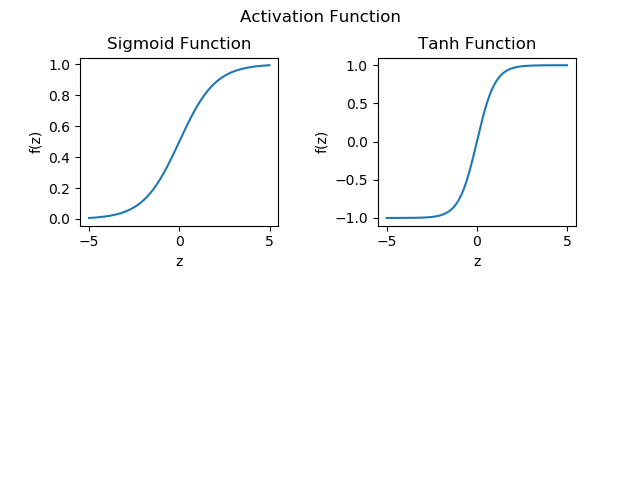 Activation Function
Sigmoid Function
1.0
0.8
0.6
0.4
0.2
0.0
f(z)
−5 0 5
z
Tanh Function
1.0
0.5
0.0
−0.5
−1.0
f(z)
−5 0 5
z